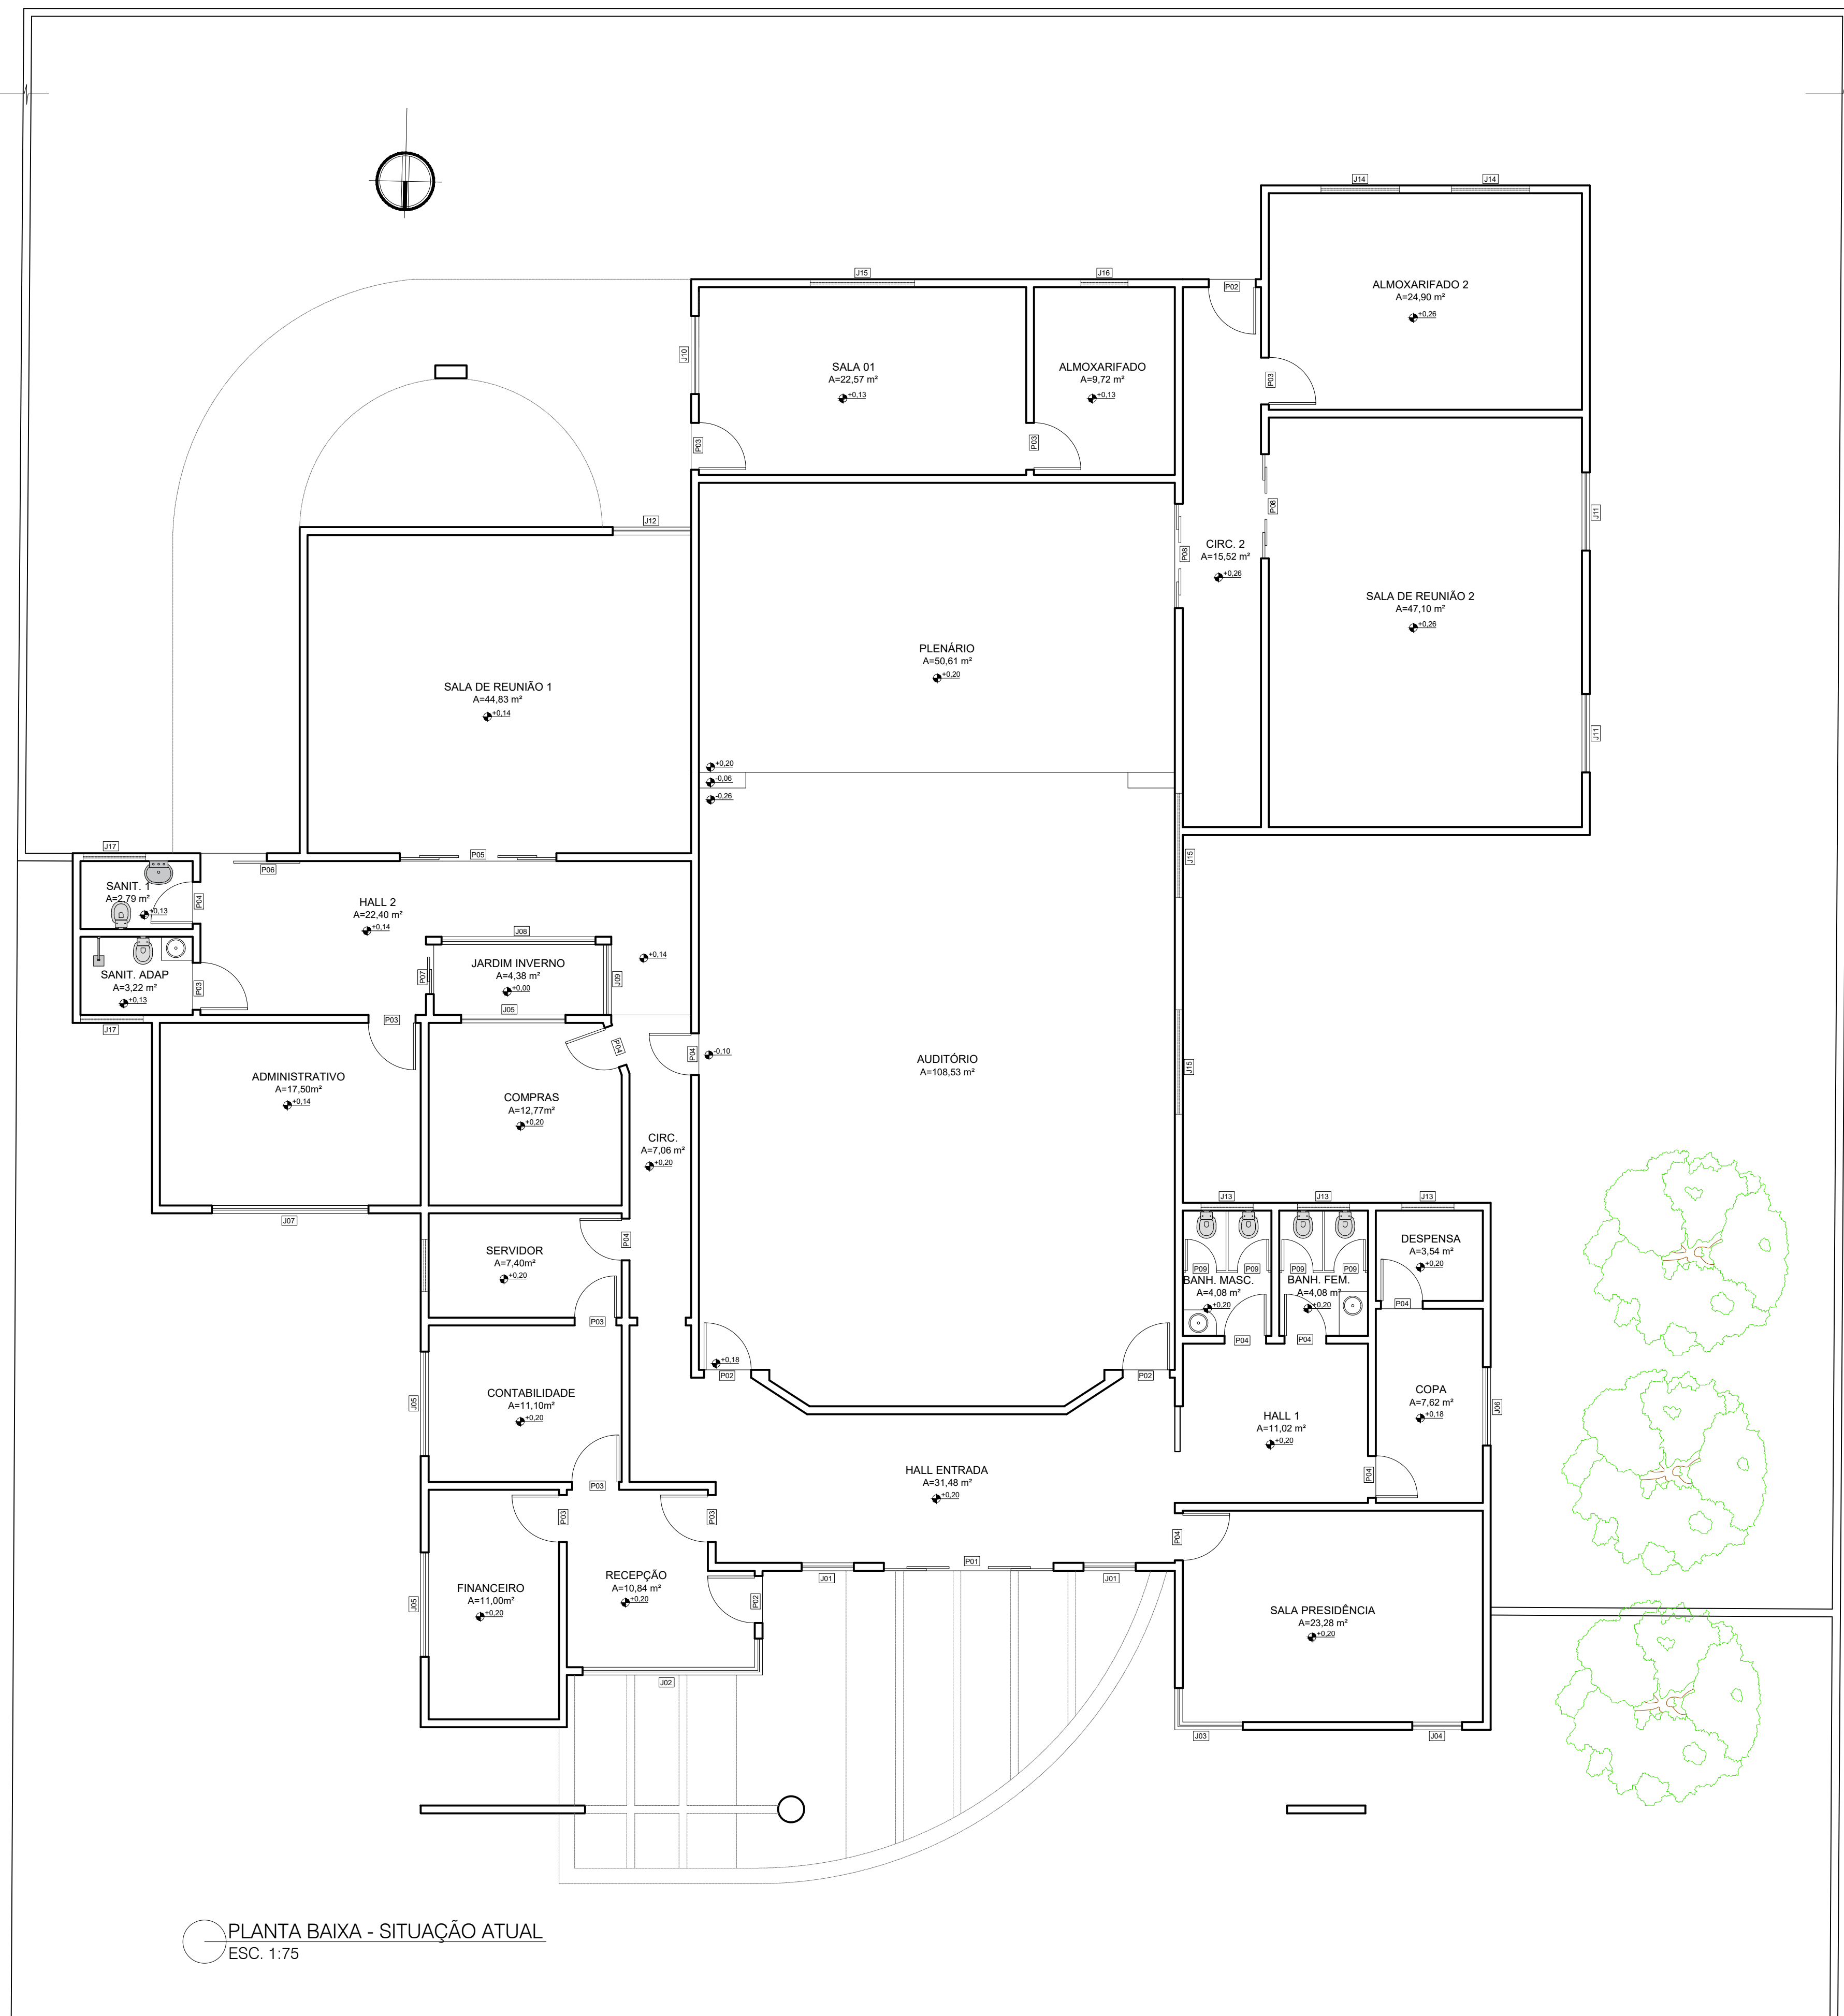 J14
J14
ALMOXARIFADO 2
A=24,90 m²
+0,26
J15
J16
P02
J10
SALA 01
A=22,57 m²
+0,13
ALMOXARIFADO
A=9,72 m²
+0,13
P03
P03
P03
J12
P08
J11
CIRC. 2
A=15,52 m²
+0,26
P08
SALA DE REUNIÃO 2
A=47,10 m²
+0,26
PLENÁRIO
A=50,61 m²
+0,20
SALA DE REUNIÃO 1
A=44,83 m²
+0,14
J11
+0,20
-0,06
-0,26
J17
P05
P06
J15
SANIT. 1
A=2,79 m²
+0,13
P04
HALL 2
A=22,40 m²
+0,14
J08
+0,14
JARDIM INVERNO
A=4,38 m²
+0,00
P07
J09
SANIT. ADAP
A=3,22 m²
+0,13
P03
J05
J17
P03
P04
P04
-0,10
J15
AUDITÓRIO
A=108,53 m²
ADMINISTRATIVO
A=17,50m²
+0,14
COMPRAS
A=12,77m²
+0,20
CIRC.
A=7,06 m²
+0,20
J07
J13
J13
J13
SERVIDOR
A=7,40m²
+0,20
P04
DESPENSA
A=3,54 m²
+0,20
P09
P09
P09
P09
BANH. MASC.
A=4,08 m²
+0,20
BANH. FEM.
A=4,08 m²
+0,20
P04
P03
P04
P04
+0,18
P02
P02
CONTABILIDADE
A=11,10m²
+0,20
J05
COPA
A=7,62 m²
+0,18
J06
HALL 1
A=11,02 m²
+0,20
HALL ENTRADA
A=31,48 m²
+0,20
P04
P03
P03
P03
P04
P01
J01
J01
FINANCEIRO
A=11,00m²
+0,20
J05
RECEPÇÃO
A=10,84 m²
+0,20
P02
SALA PRESIDÊNCIA
A=23,28 m²
+0,20
J02
J03
J04
PLANTA BAIXA - SITUAÇÃO ATUAL
ESC. 1:75